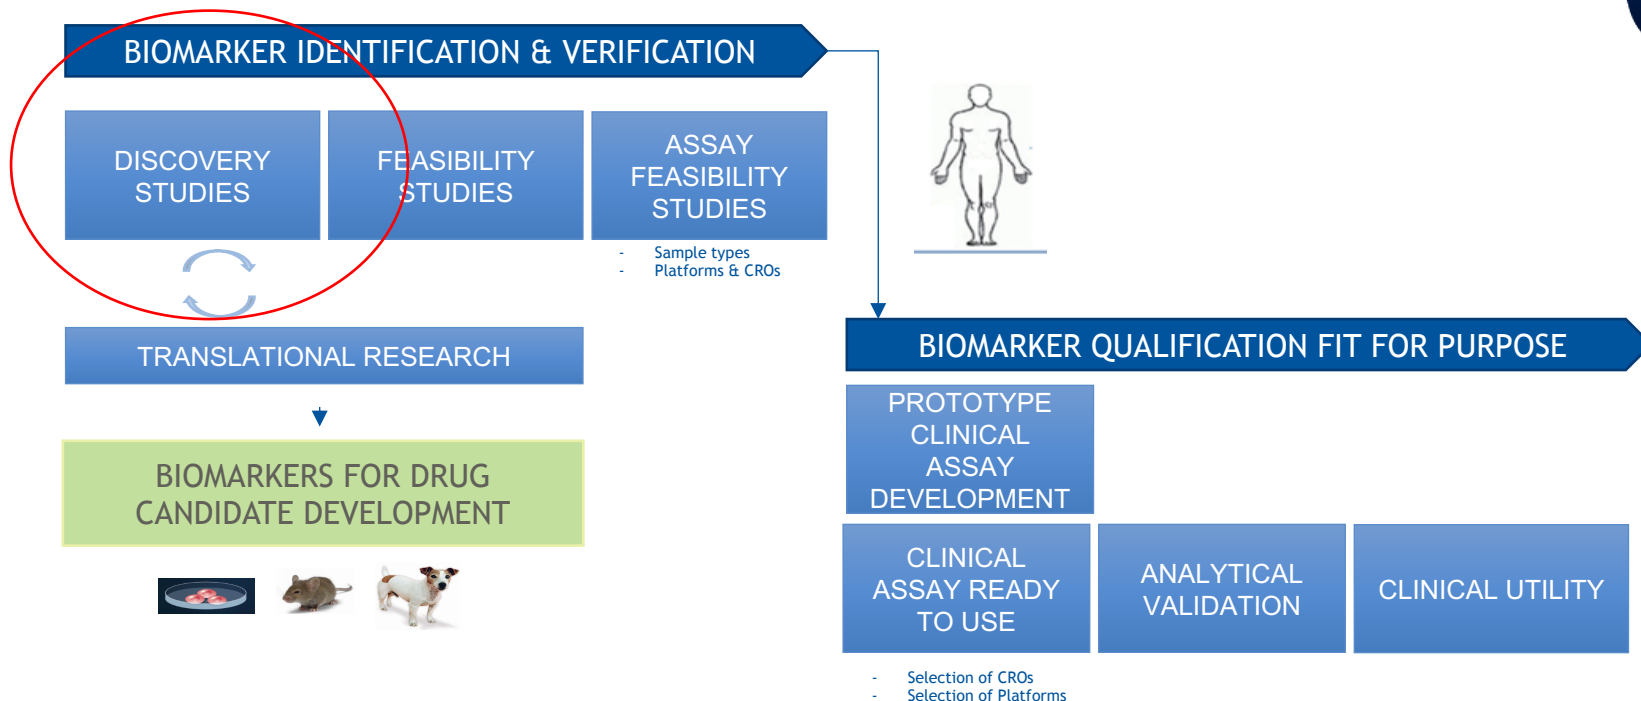 BIOMARKER IDENTIFICATION & VERIFICATION
DISCOVERY
STUDIES
FEASIBILITY
STUDIES
ASSAY
FEASIBILITY
STUDIES
- Sample types
- Platforms & CROs
TRANSLATIONAL RESEARCH
BIOMARKERS FOR DRUG
CANDIDATE DEVELOPMENT
BIOMARKER QUALIFICATION FIT FOR PURPOSE
PROTOTYPE
CLINICAL
ASSAY
DEVELOPMENT
CLINICAL
ASSAY READY
TO USE
ANALYTICAL
VALIDATION
CLINICAL UTILITY
- Selection of CROs
- Selection of Platforms